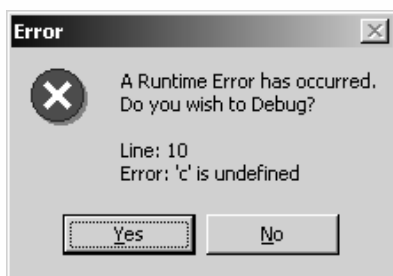 Error
A Runtime Error has occurred.
Do you wish to Debug?
Line: 10
Error: 'c' is undefined
Yes
No